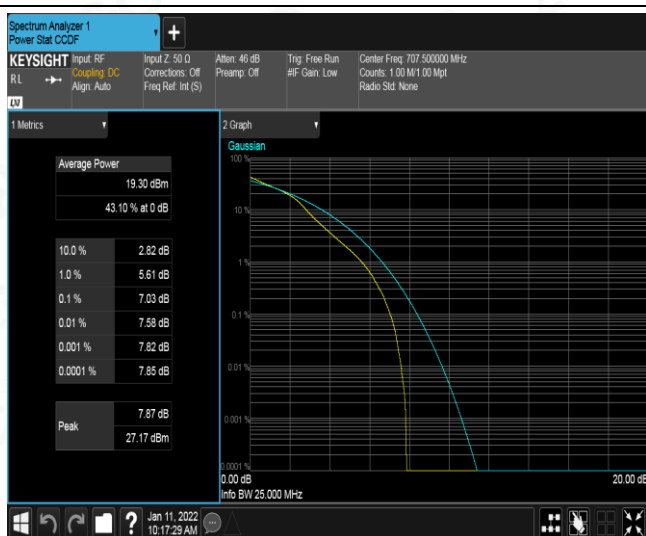 Spectrum Analyzer 1
Power Stat CCDF
KEYSIGHT
RL
LXI
Input: RF
Coupling: DC
Align: Auto
Input Z: 50 Ω
Corrections: Off
Freq Ref: Int (S)
Atten: 46 dB
Preamp: Off
Trig: Free Run
#IF Gain: Low
Center Freq: 707.500000 MHz
Counts: 1.00 M/1.00 Mpt
Radio Std: None
1 Metrics
Average Power
19.30 dBm
43.10 % at 0 dB
10.0 % 2.82 dB
1.0 % 5.61 dB
0.1 % 7.03 dB
0.01 % 7.58 dB
0.001 % 7.82 dB
0.0001 % 7.85 dB
Peak
7.87 dB
27.17 dBm
2 Graph
Gaussian
100 %
10 %
1 %
0.1 %
0.01 %
0.001 %
0.0001 %
0.00 dB
20.00 dB
Info BW 25.000 MHz
Jan 11, 2022
10:17:29 AM